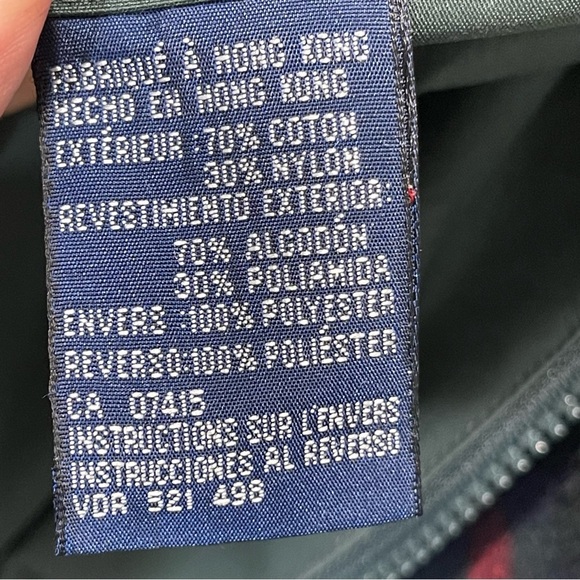 FABRIQUÉ À HONG KONG
HECHO EN HONG KONG
EXTÉRIEUR :70% COTON
30% NYLON
REVESTIMIENTO EXTERIOR:
70% ALGODÓN
30% POLIAMIDA
ENVERS :100% POLYESTER
REVERSO:100% POLIÉSTER
CA 07415
INSTRUCTIONS SUR L'ENVERS
INSTRUCCIONES AL REVERSO
VDR 521 498